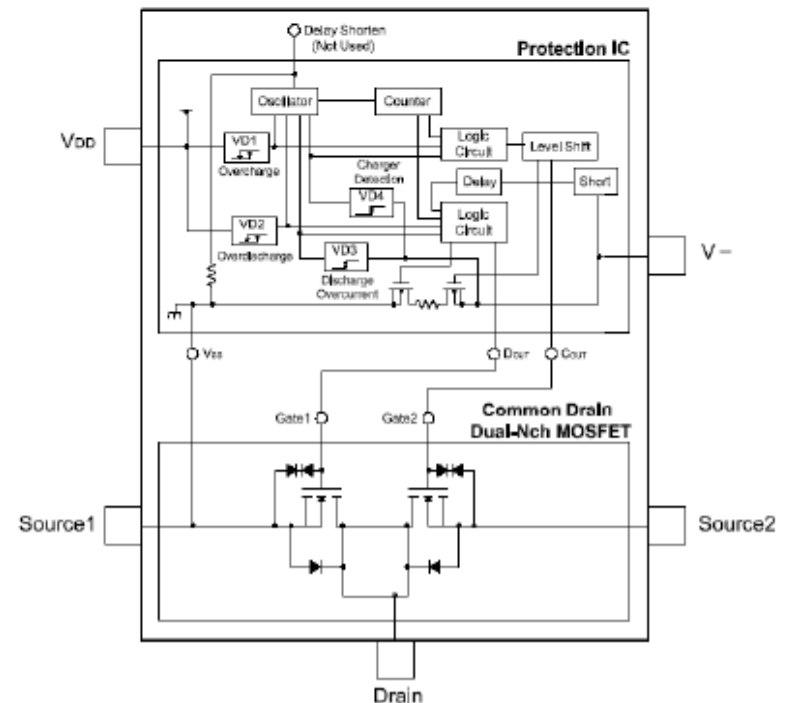 Delay Shorten
(Not Used)
Protection IC
Oscillator
Counter
VDD
VD1
Overcharge
Logic
Circuit
Level Shift
Charger
Detection
VD4
Delay
Short
VD2
Overdischarge
Logic
Circuit
VD3
Discharge
Overcurrent
V-
Vss
DOUT
COUT
Gate1
Gate2
Common Drain
Dual-Nch MOSFET
Source1
Source2
Drain